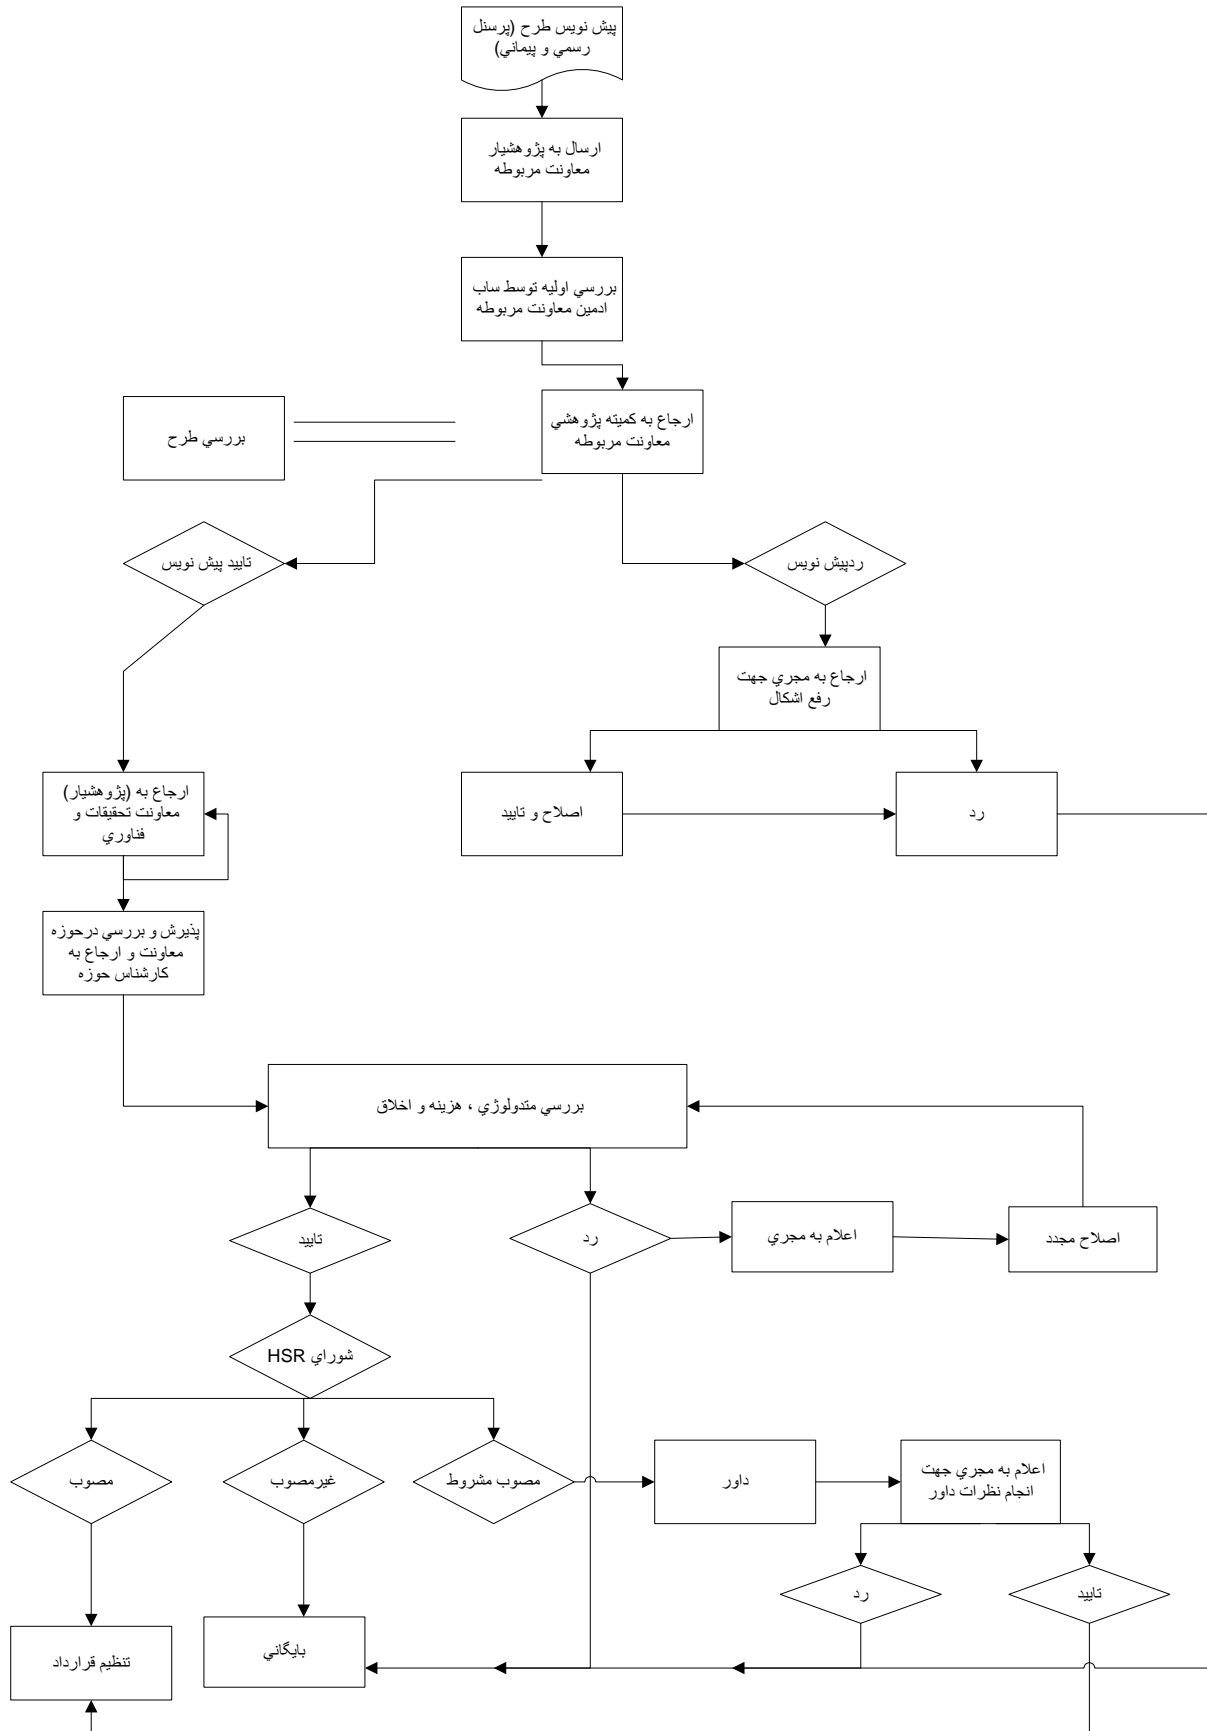 پيش نويس طرح (پرسنل
رسمي و پيماني)
ارسال به پژوهشيار
معاونت مربوطه
بررسي اوليه توسط ساب
ادمين معاونت مربوطه
ارجاع به كميته پژوهشي
معاونت مربوطه
بررسي طرح
ردپيش نويس
تاييد پيش نويس
ارجاع به مجري جهت
رفع اشكال
رد
اصلاح و تاييد
ارجاع به (پژوهشيار)
معاونت تحقيقات و
فناوري
پذيرش و بررسي درحوزه
معاونت و ارجاع به
كارشناس حوزه
بررسي متدولوژي ، هزينه و اخلاق
اصلاح مجدد
اعلام به مجري
رد
تاييد
شوراي HSR
اعلام به مجري جهت
انجام نظرات داور
داور
مصوب مشروط
غيرمصوب
مصوب
تاييد
رد
بايگاني
تنظيم قرارداد